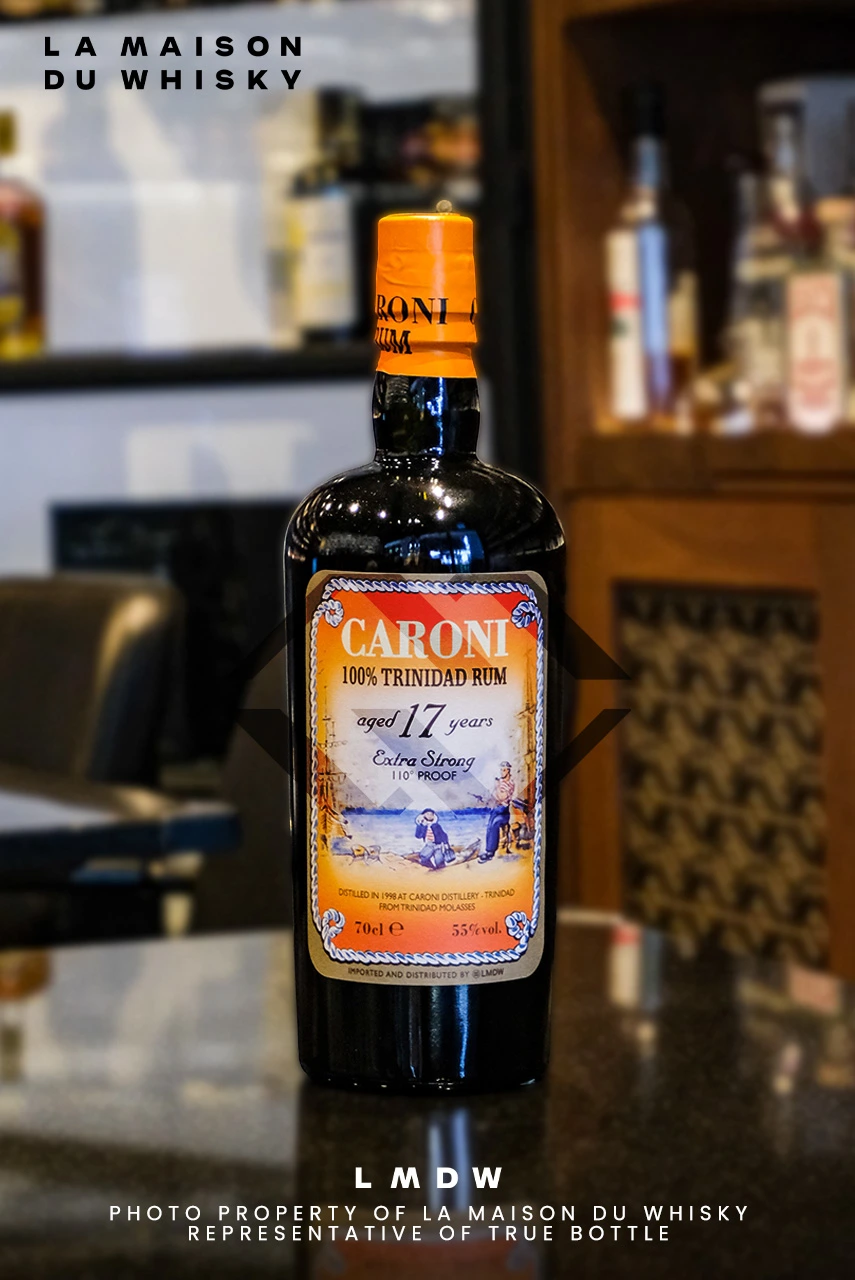 LA MAISON
DU WHISKY
RONI
UM
CARONI
100% TRINIDAD RUM
aged 17 years
Extra Strong
110° PROOF
DISTILLED IN 1998 AT CARONI DISTILLERY - TRINIDAD
FROM TRINIDAD MOLASSES
70cl ℮ 55%vol.
IMPORTED AND DISTRIBUTED BY LMDW
LMDW
PHOTO PROPERTY OF LA MAISON DU WHISKY
REPRESENTATIVE OF TRUE BOTTLE